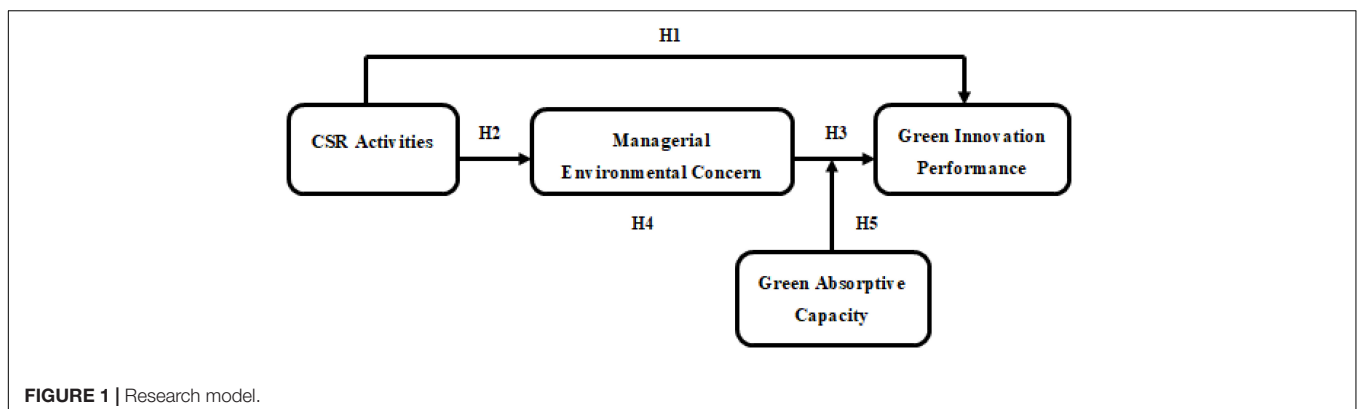 H1
CSR Activities
H2
Managerial
Environmental Concern
H3
Green Innovation
Performance
H4
H5
Green Absorptive
Capacity
FIGURE 1 | Research model.